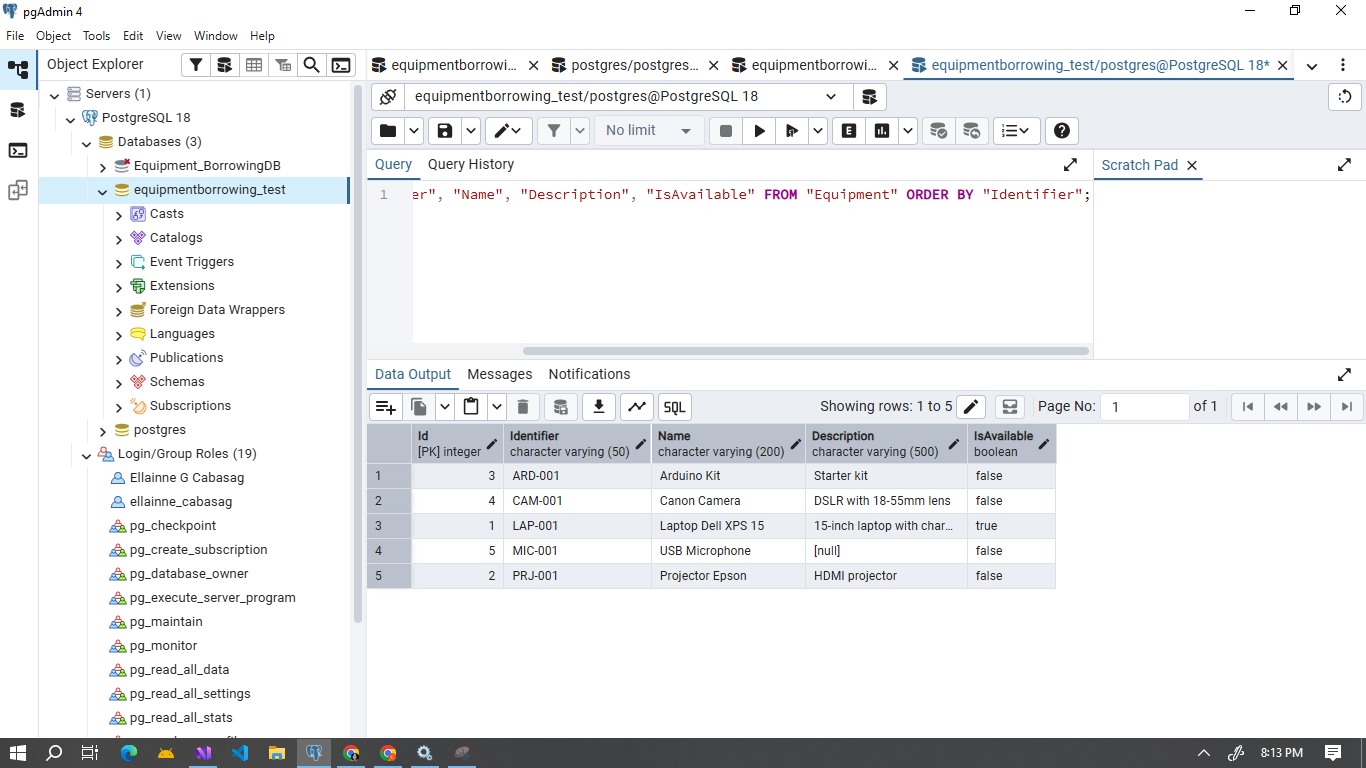 pgAdmin 4
File Object Tools Edit View Window Help
Object Explorer
equipmentborrowi...
postgres/postgres...
equipmentborrowi...
equipmentborrowing_test/postgres@PostgreSQL 18*
Servers (1)
PostgreSQL 18
Databases (3)
Equipment_BorrowingDB
equipmentborrowing_test
Casts
Catalogs
Event Triggers
Extensions
Foreign Data Wrappers
Languages
Publications
Schemas
Subscriptions
postgres
Login/Group Roles (19)
Ellainne G Cabasag
ellainne_cabasag
pg_checkpoint
pg_create_subscription
pg_database_owner
pg_execute_server_program
pg_maintain
pg_monitor
pg_read_all_data
pg_read_all_settings
pg_read_all_stats
equipmentborrowing_test/postgres@PostgreSQL 18
No limit
E
Query Query History
Scratch Pad
1 er", "Name", "Description", "IsAvailable" FROM "Equipment" ORDER BY "Identifier";
Data Output Messages Notifications
SQL
Showing rows: 1 to 5
Page No: 1 of 1
Id Identifier Name Description IsAvailable
[PK] integer character varying (50) character varying (200) character varying (500) boolean
1 3 ARD-001 Arduino Kit Starter kit false
2 4 CAM-001 Canon Camera DSLR with 18-55mm lens false
3 1 LAP-001 Laptop Dell XPS 15 15-inch laptop with char... true
4 5 MIC-001 USB Microphone [null] false
5 2 PRJ-001 Projector Epson HDMI projector false
8:13 PM